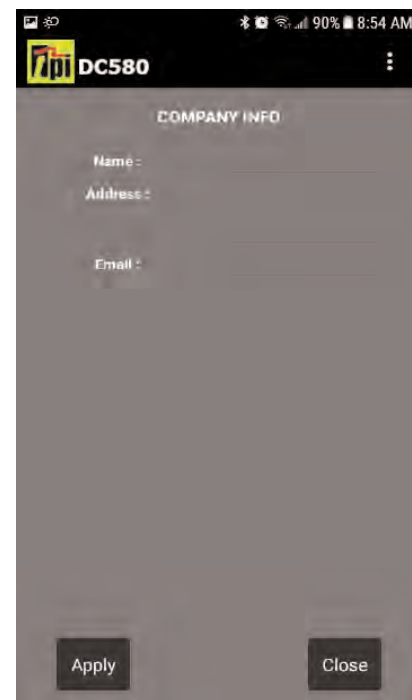 90% 8:54 AM
Tpi DC580
COMPANY INFO
Name :
Address :
Email :
Apply
Close